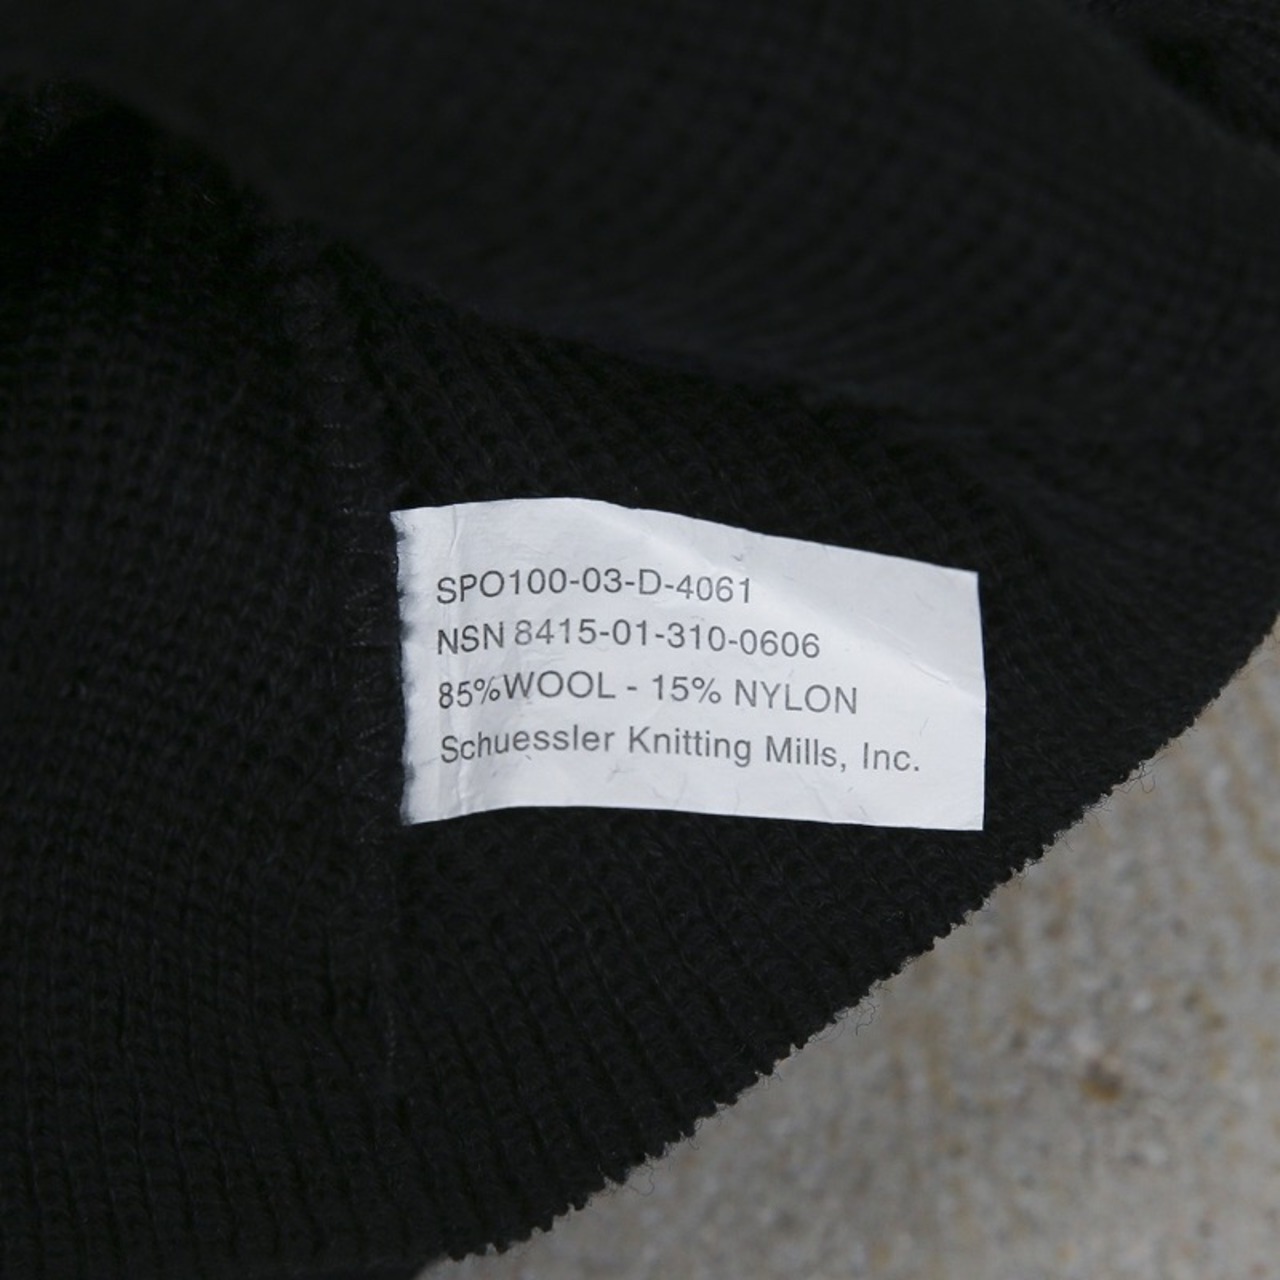 SPO100-03-D-4061
NSN 8415-01-310-0606
85%WOOL - 15% NYLON
Schuessler Knitting Mills, Inc.